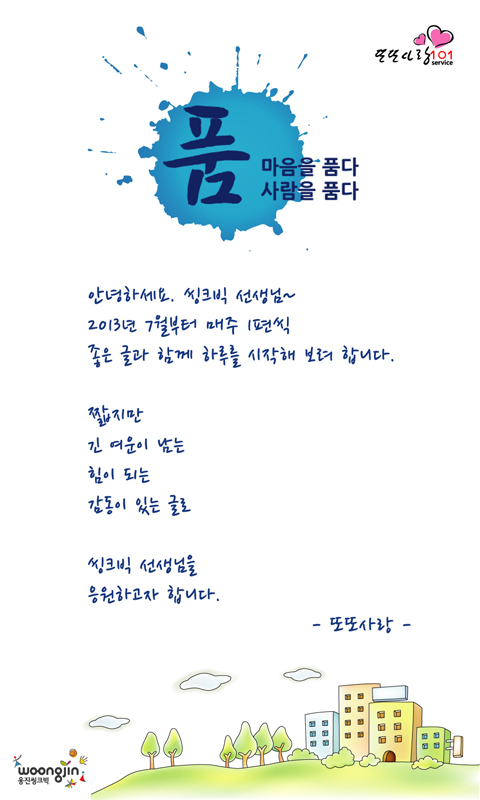 또또사랑101
service
품
마음을 품다
사람을 품다
안녕하세요. 씽크빅 선생님~
2013년 7월부터 매주 1편씩
좋은 글과 함께 하루를 시작해 보려 합니다.
짧지만
긴 여운이 남는
힘이 되는
감동이 있는 글로
씽크빅 선생님을
응원하고자 합니다.
- 또또사랑 -
woongjin
웅진씽크빅